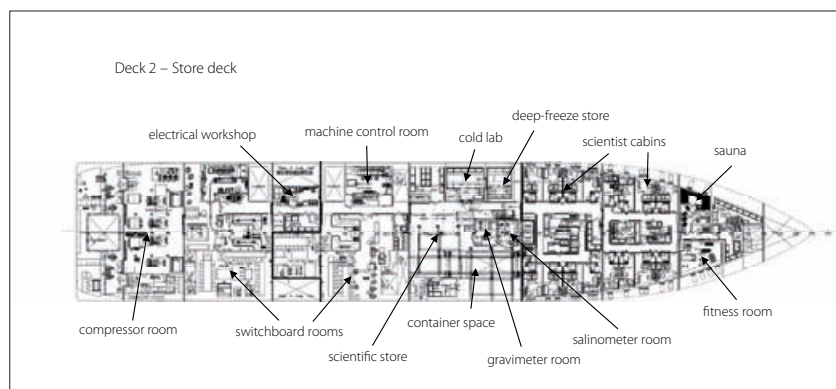 Deck 2 – Store deck
deep-freeze store
electrical workshop
machine control room
cold lab
scientist cabins
sauna
compressor room
switchboard rooms
scientific store
container space
gravimeter room
salinometer room
fitness room